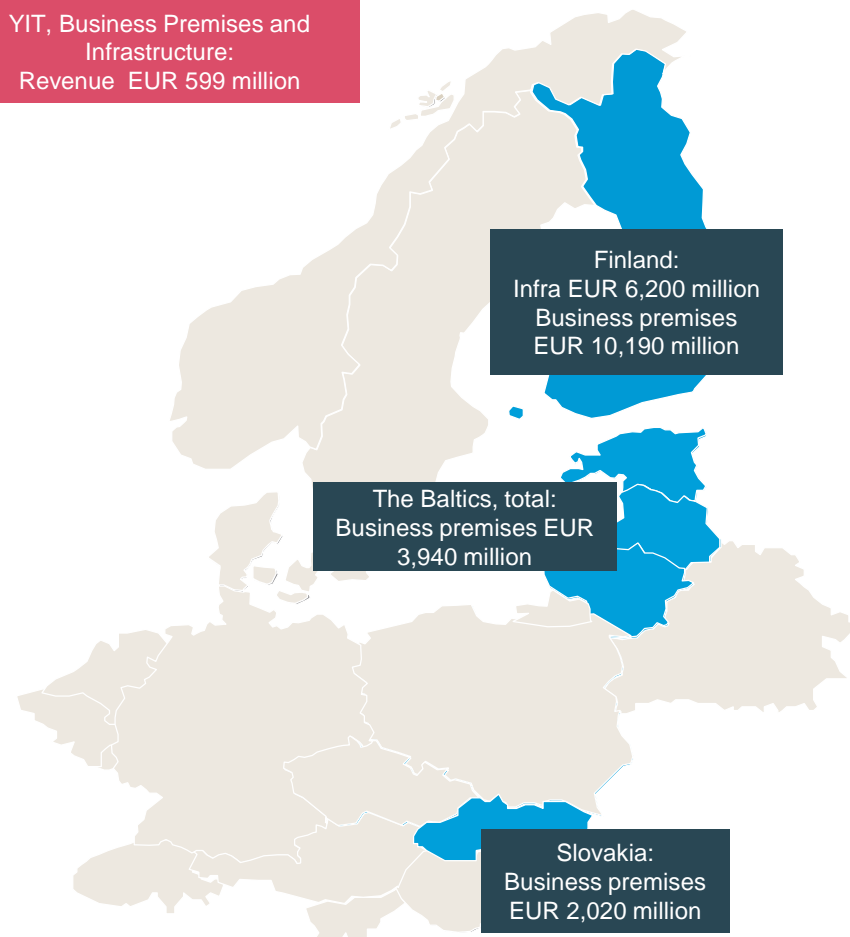 YIT, Business Premises and
Infrastructure:
Revenue EUR 599 million
Finland:
Infra EUR 6,200 million
Business premises
EUR 10,190 million
The Baltics, total:
Business premises EUR
3,940 million
Slovakia:
Business premises
EUR 2,020 million